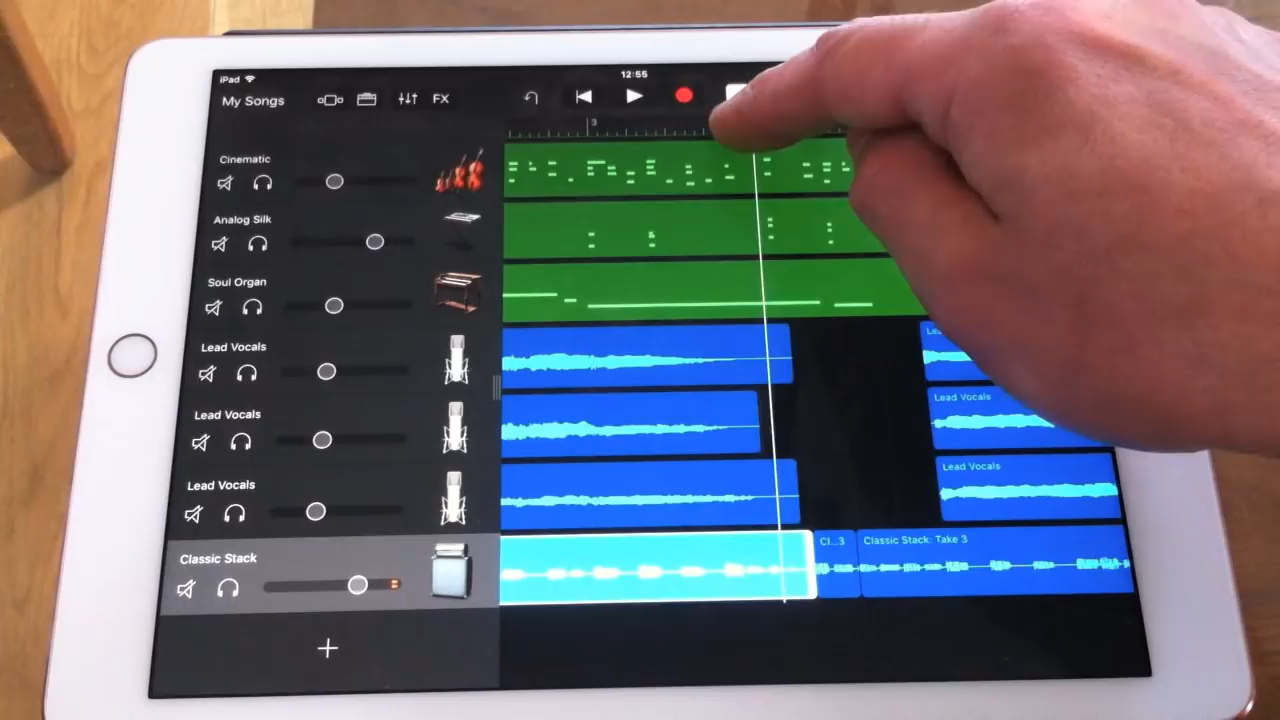 iPad
12:55
My Songs
FX
3
Cinematic
Analog Silk
Soul Organ
Lead Vocals
Lead Vocals
Lead Vocals
Lead Vocals
Lead Vocals
Classic Stack
Cl...3
Classic Stack: Take 3